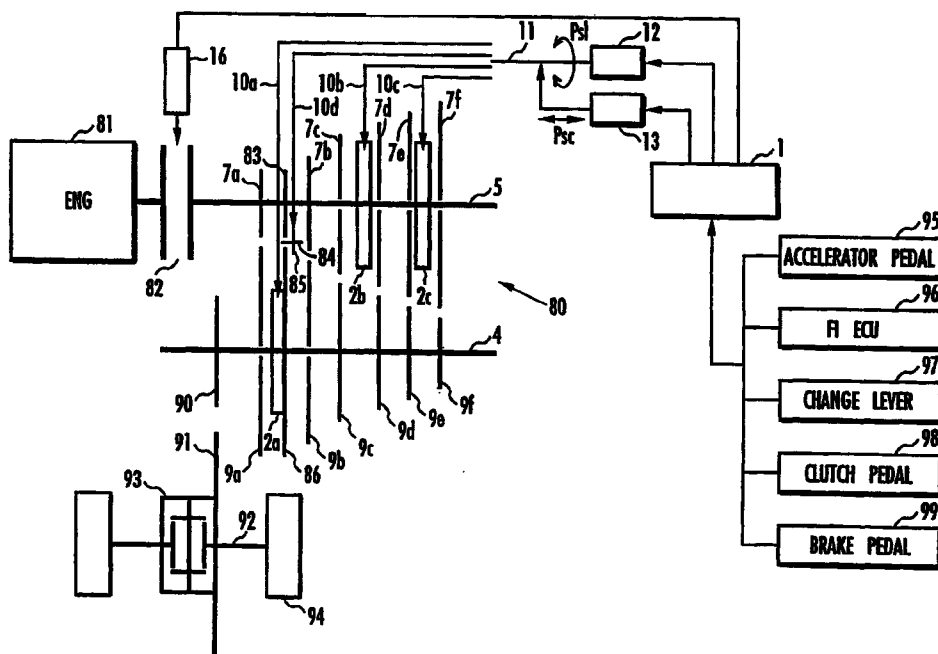 16
11
Psl
12
10a
10b
10c
7d
7f
10d
7c
7e
81
83
7b
Psc
13
7a
1
ENG
5
95
ACCELERATOR PEDAL
84
82
85
2b
2c
80
96
FI ECU
4
97
CHANGE LEVER
90
2a
9d
9e
9f
91
9c
98
CLUTCH PEDAL
9a
86
9b
93
92
99
BRAKE PEDAL
94